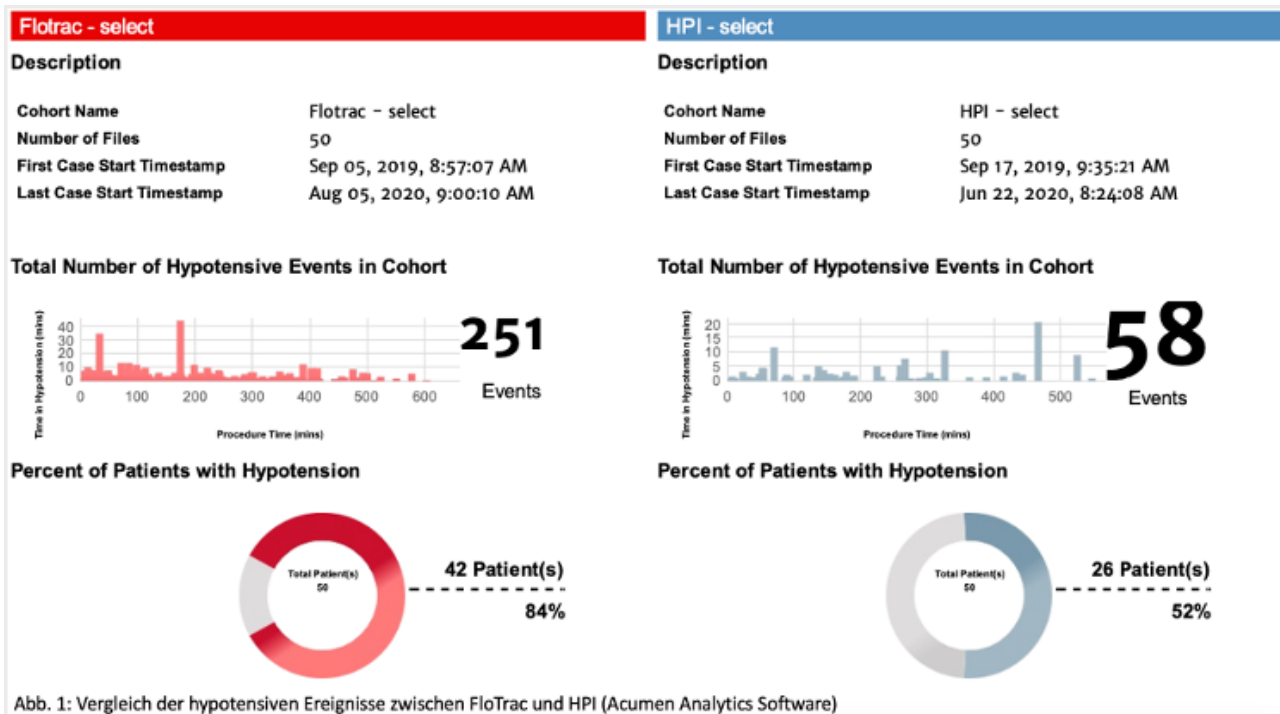 Flotrac - select
Description
Cohort Name Flotrac - select
Number of Files 50
First Case Start Timestamp Sep 05, 2019, 8:57:07 AM
Last Case Start Timestamp Aug 05, 2020, 9:00:10 AM
Total Number of Hypotensive Events in Cohort
Time in Hypotension (mins)
40
30
20
10
0
0 100 200 300 400 500 600
Procedure Time (mins)
251
Events
Percent of Patients with Hypotension
Total Patient(s)
50
42 Patient(s)
84%
HPI - select
Description
Cohort Name HPI - select
Number of Files 50
First Case Start Timestamp Sep 17, 2019, 9:35:21 AM
Last Case Start Timestamp Jun 22, 2020, 8:24:08 AM
Total Number of Hypotensive Events in Cohort
Time in Hypotension (mins)
20
15
10
5
0
0 100 200 300 400 500
Procedure Time (mins)
58
Events
Percent of Patients with Hypotension
Total Patient(s)
50
26 Patient(s)
52%
Abb. 1: Vergleich der hypotensiven Ereignisse zwischen FloTrac und HPI (Acumen Analytics Software)